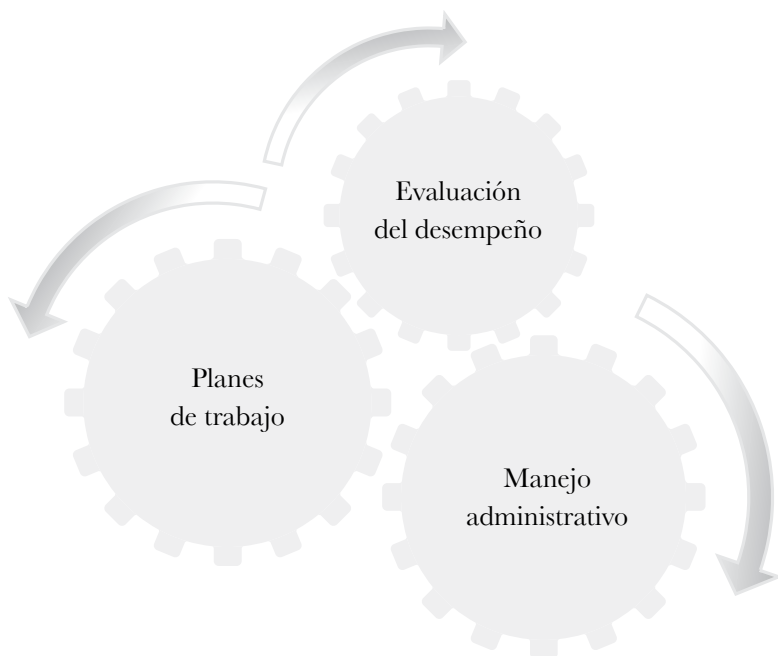 Evaluación
del desempeño
Planes
de trabajo
Manejo
administrativo